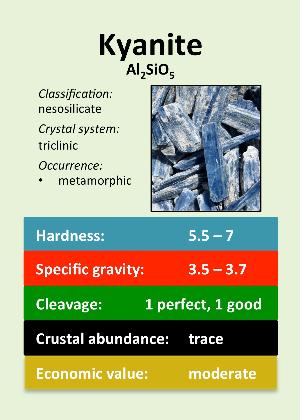 Kyanite
Al₂SiO₅
Classification:
nesosilicate
Crystal system:
triclinic
Occurrence:
• metamorphic
Hardness: 5.5 – 7
Specific gravity: 3.5 – 3.7
Cleavage: 1 perfect, 1 good
Crustal abundance: trace
Economic value: moderate